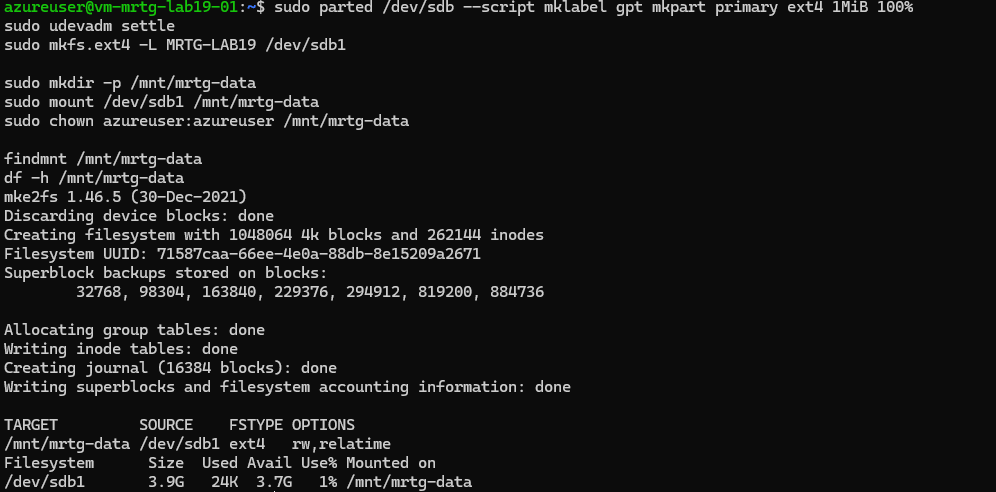 azureuser@vm-mrtg-lab19-01:~$ sudo parted /dev/sdb --script mklabel gpt mkpart primary ext4 1MiB 100%
sudo udevadm settle
sudo mkfs.ext4 -L MRTG-LAB19 /dev/sdb1
sudo mkdir -p /mnt/mrtg-data
sudo mount /dev/sdb1 /mnt/mrtg-data
sudo chown azureuser:azureuser /mnt/mrtg-data
findmnt /mnt/mrtg-data
df -h /mnt/mrtg-data
mke2fs 1.46.5 (30-Dec-2021)
Discarding device blocks: done
Creating filesystem with 1048064 4k blocks and 262144 inodes
Filesystem UUID: 71587caa-66ee-4e0a-88db-8e15209a2671
Superblock backups stored on blocks:
        32768, 98304, 163840, 229376, 294912, 819200, 884736
Allocating group tables: done
Writing inode tables: done
Creating journal (16384 blocks): done
Writing superblocks and filesystem accounting information: done
TARGET         SOURCE    FSTYPE OPTIONS
/mnt/mrtg-data /dev/sdb1 ext4   rw,relatime
Filesystem      Size  Used Avail Use% Mounted on
/dev/sdb1       3.9G   24K  3.7G   1% /mnt/mrtg-data